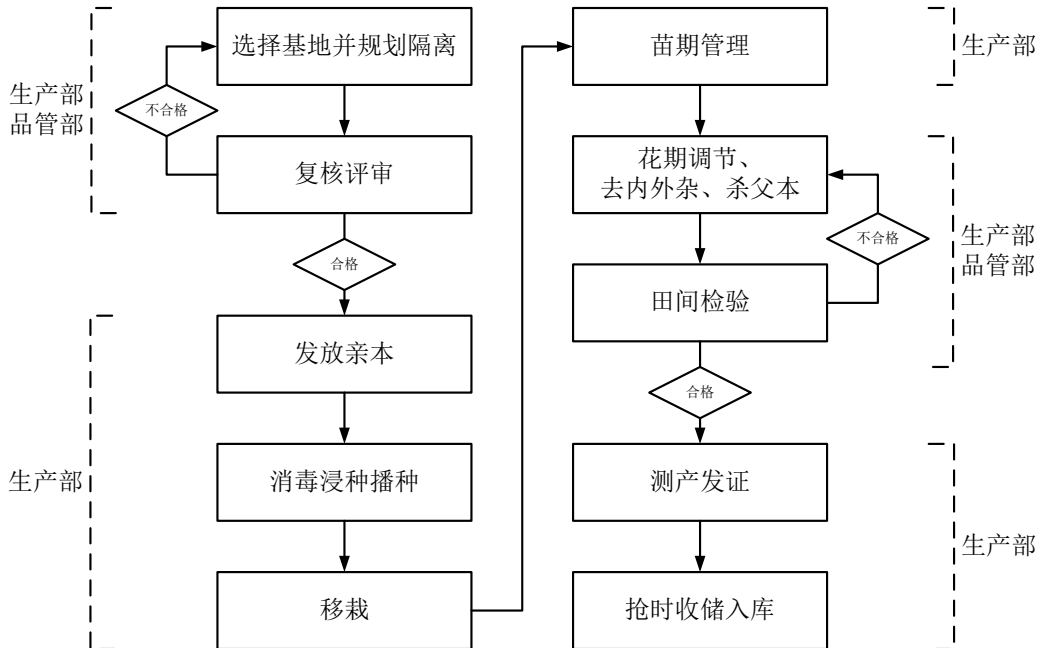 生产部
品管部
选择基地并规划隔离
不合格
复核评审
合格
生产部
发放亲本
消毒浸种播种
移栽
苗期管理
生产部
花期调节、
去内外杂、杀父本
不合格
田间检验
生产部
品管部
合格
测产发证
抢时收储入库
生产部